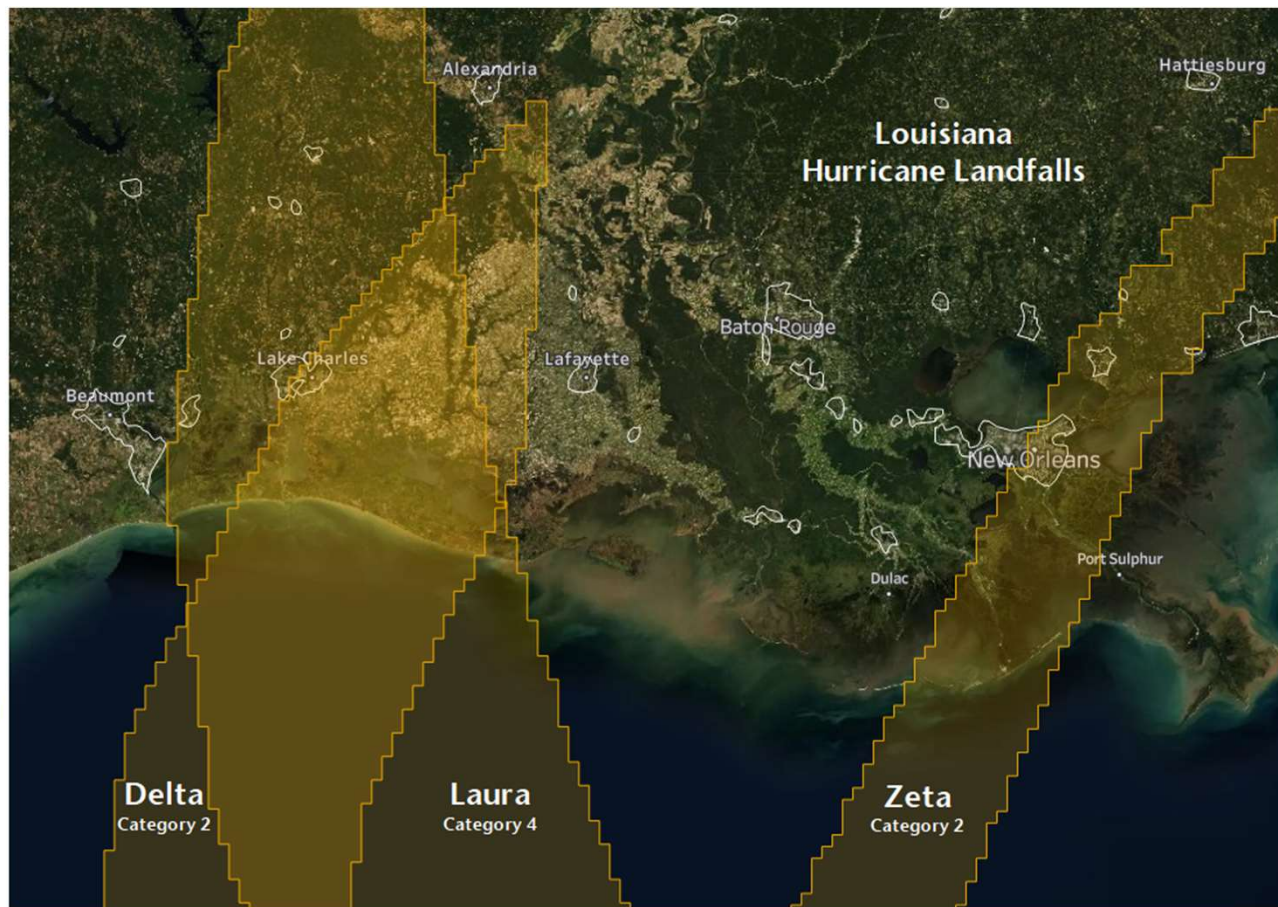 Alexandria
Hattiesburg
Louisiana
Hurricane Landfalls
Baton Rouge
Lake Charles
Lafayette
Beaumont
New Orleans
Port Sulphur
Dulac
Delta
Category 2
Laura
Category 4
Zeta
Category 2